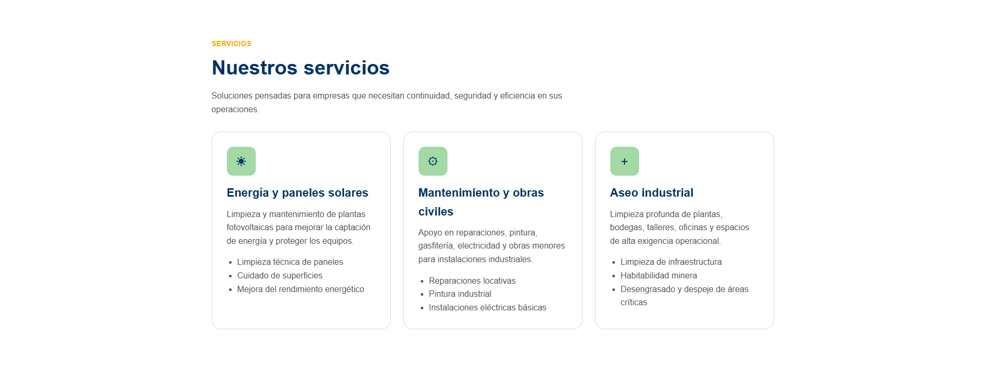 SERVICIOS
Nuestros servicios
Soluciones pensadas para empresas que necesitan continuidad, seguridad y eficiencia en sus
operaciones.
Energía y paneles solares
Limpieza y mantenimiento de plantas
fotovoltaicas para mejorar la captación
de energía y proteger los equipos.
• Limpieza técnica de paneles
• Cuidado de superficies
• Mejora del rendimiento energético
Mantenimiento y obras
civiles
Apoyo en reparaciones, pintura,
gasfitería, electricidad y obras menores
para instalaciones industriales.
• Reparaciones locativas
• Pintura industrial
• Instalaciones eléctricas básicas
Aseo industrial
Limpieza profunda de plantas,
bodegas, talleres, oficinas y espacios
de alta exigencia operacional.
• Limpieza de infraestructura
• Habitabilidad minera
• Desengrasado y despeje de áreas
críticas